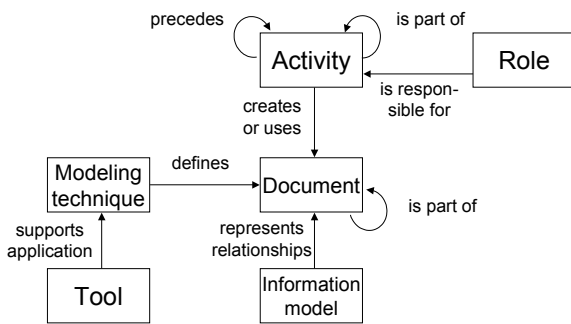 precedes
is part of
Activity
Role
is respon-
sible for
creates
or uses
Modeling
technique
defines
Document
is part of
supports
application
represents
relationships
Tool
Information
model